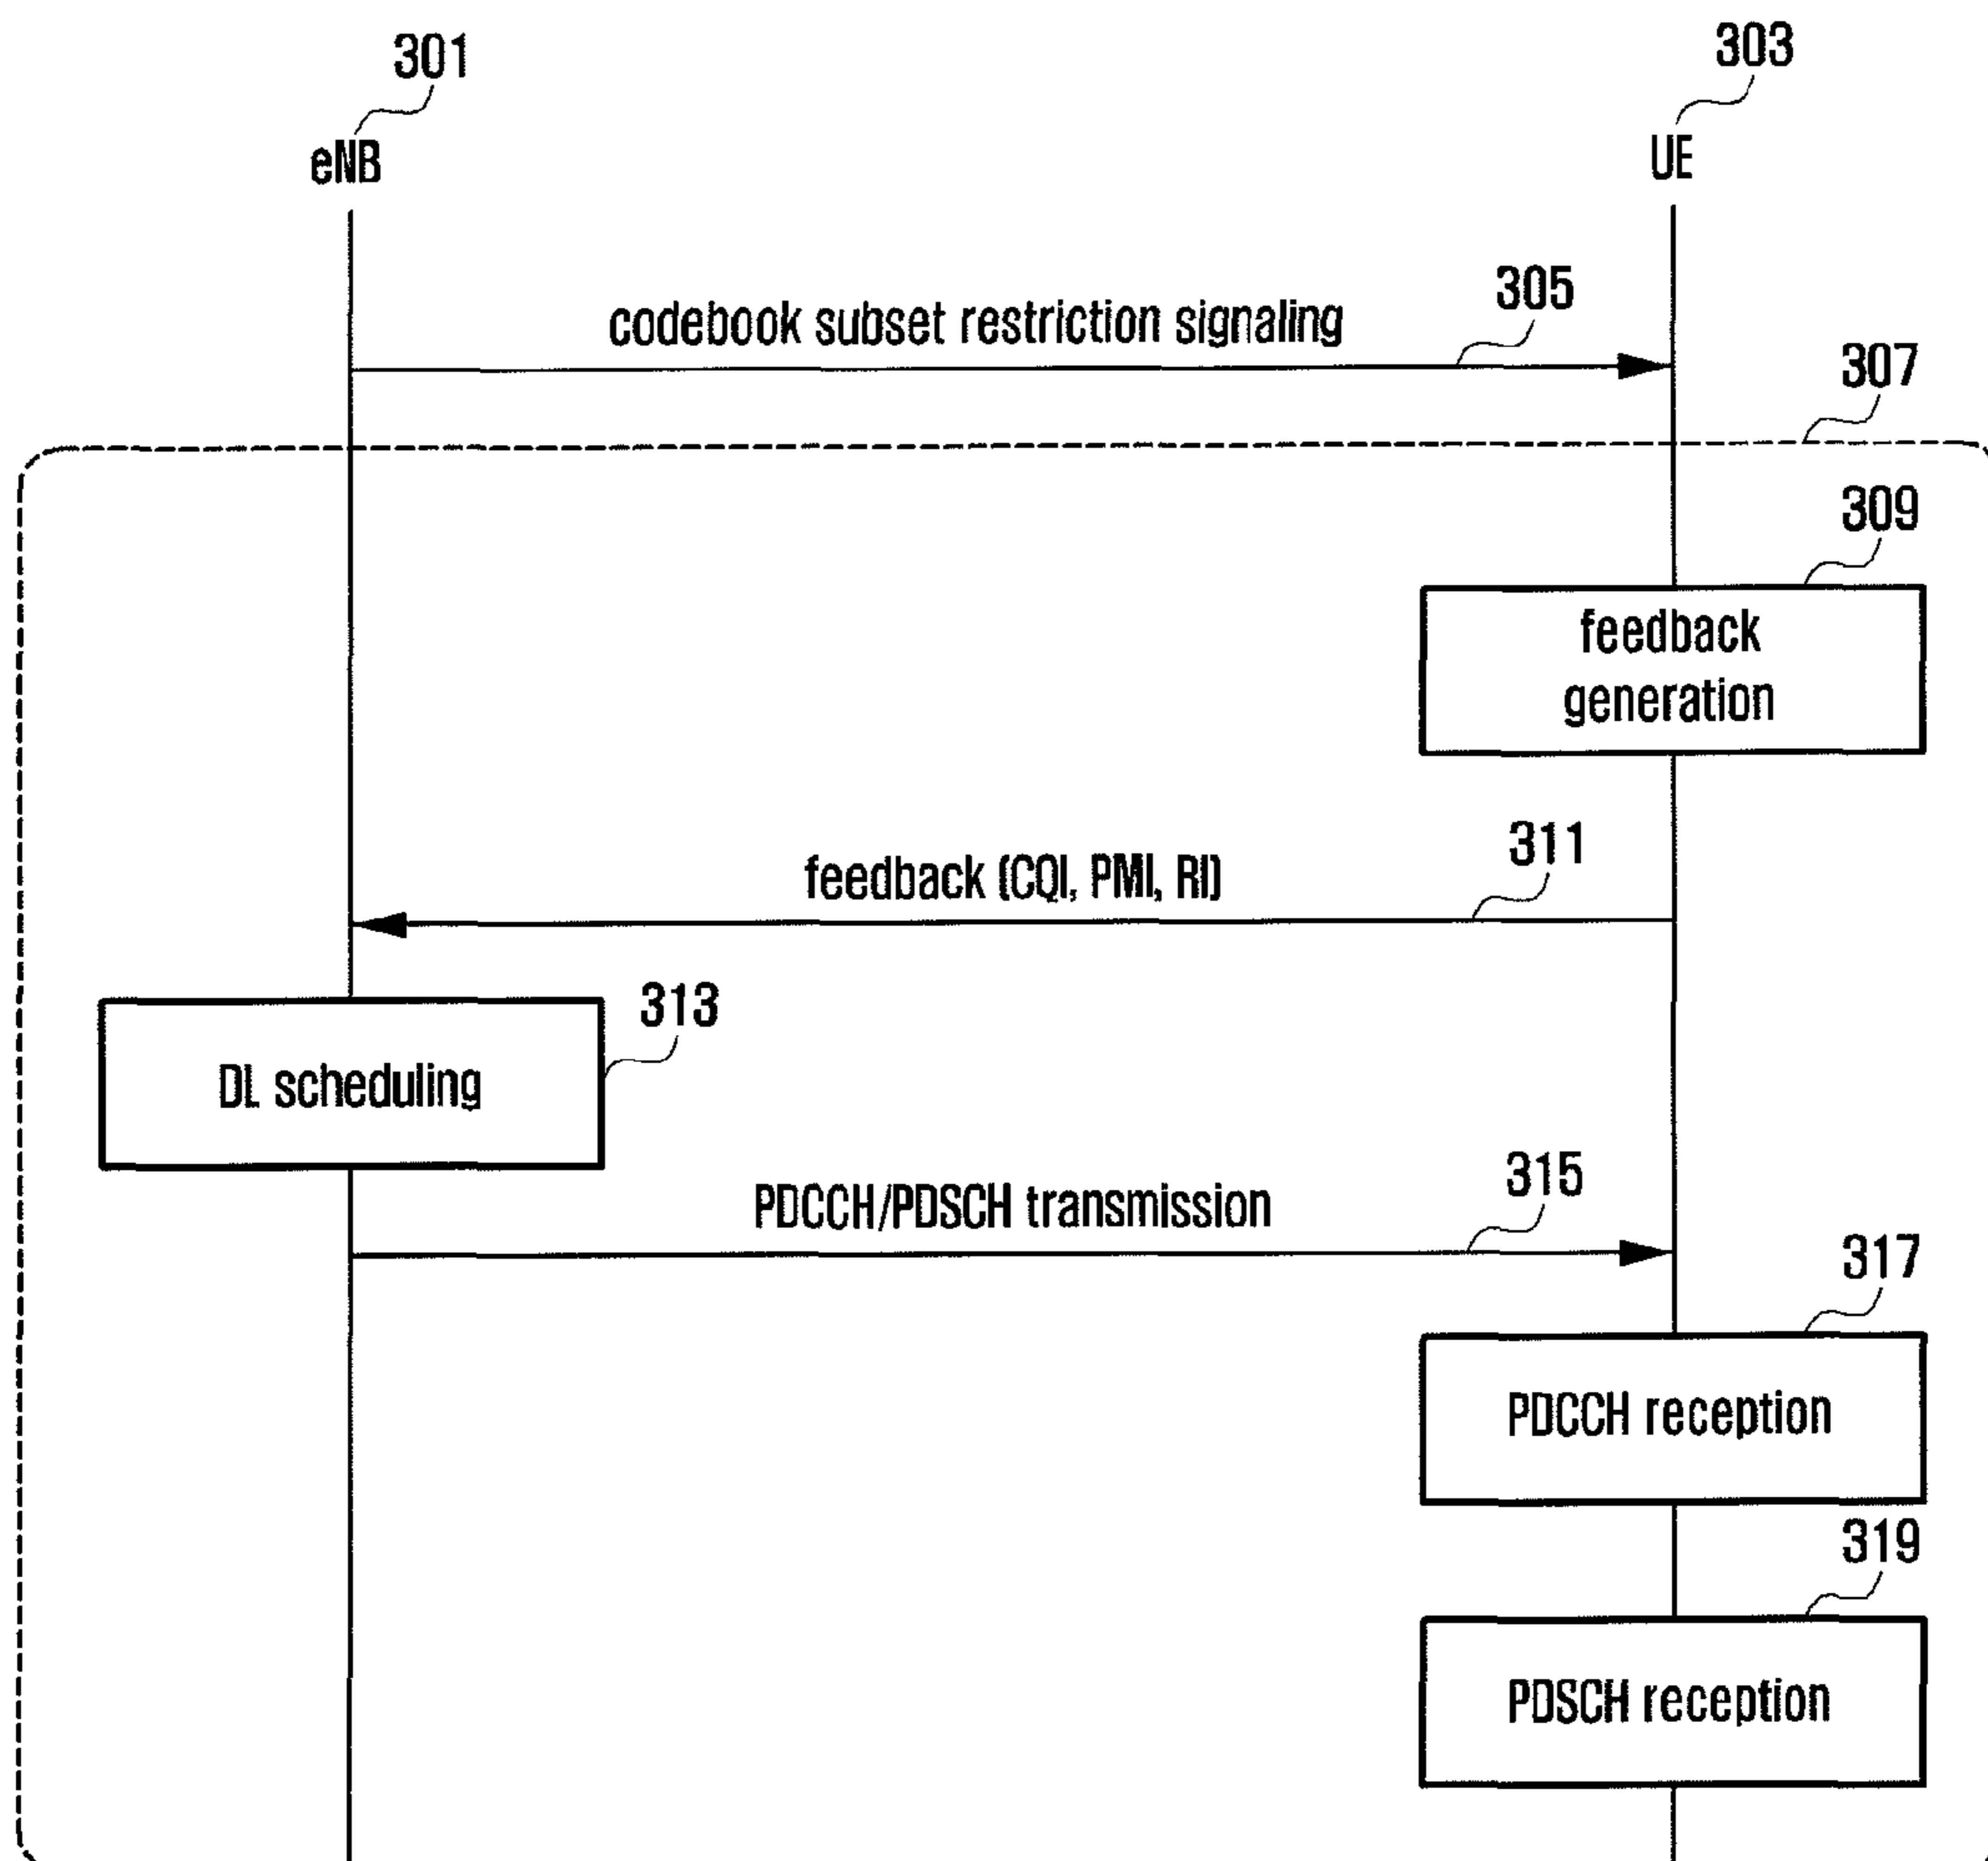 301
303
eNB
UE
305
codebook subset restriction signaling
307
309
feedback
generation
311
feedback (CQI, PMI, RI)
313
DL scheduling
315
PDCCH/PDSCH transmission
317
PDCCH reception
319
PDSCH reception